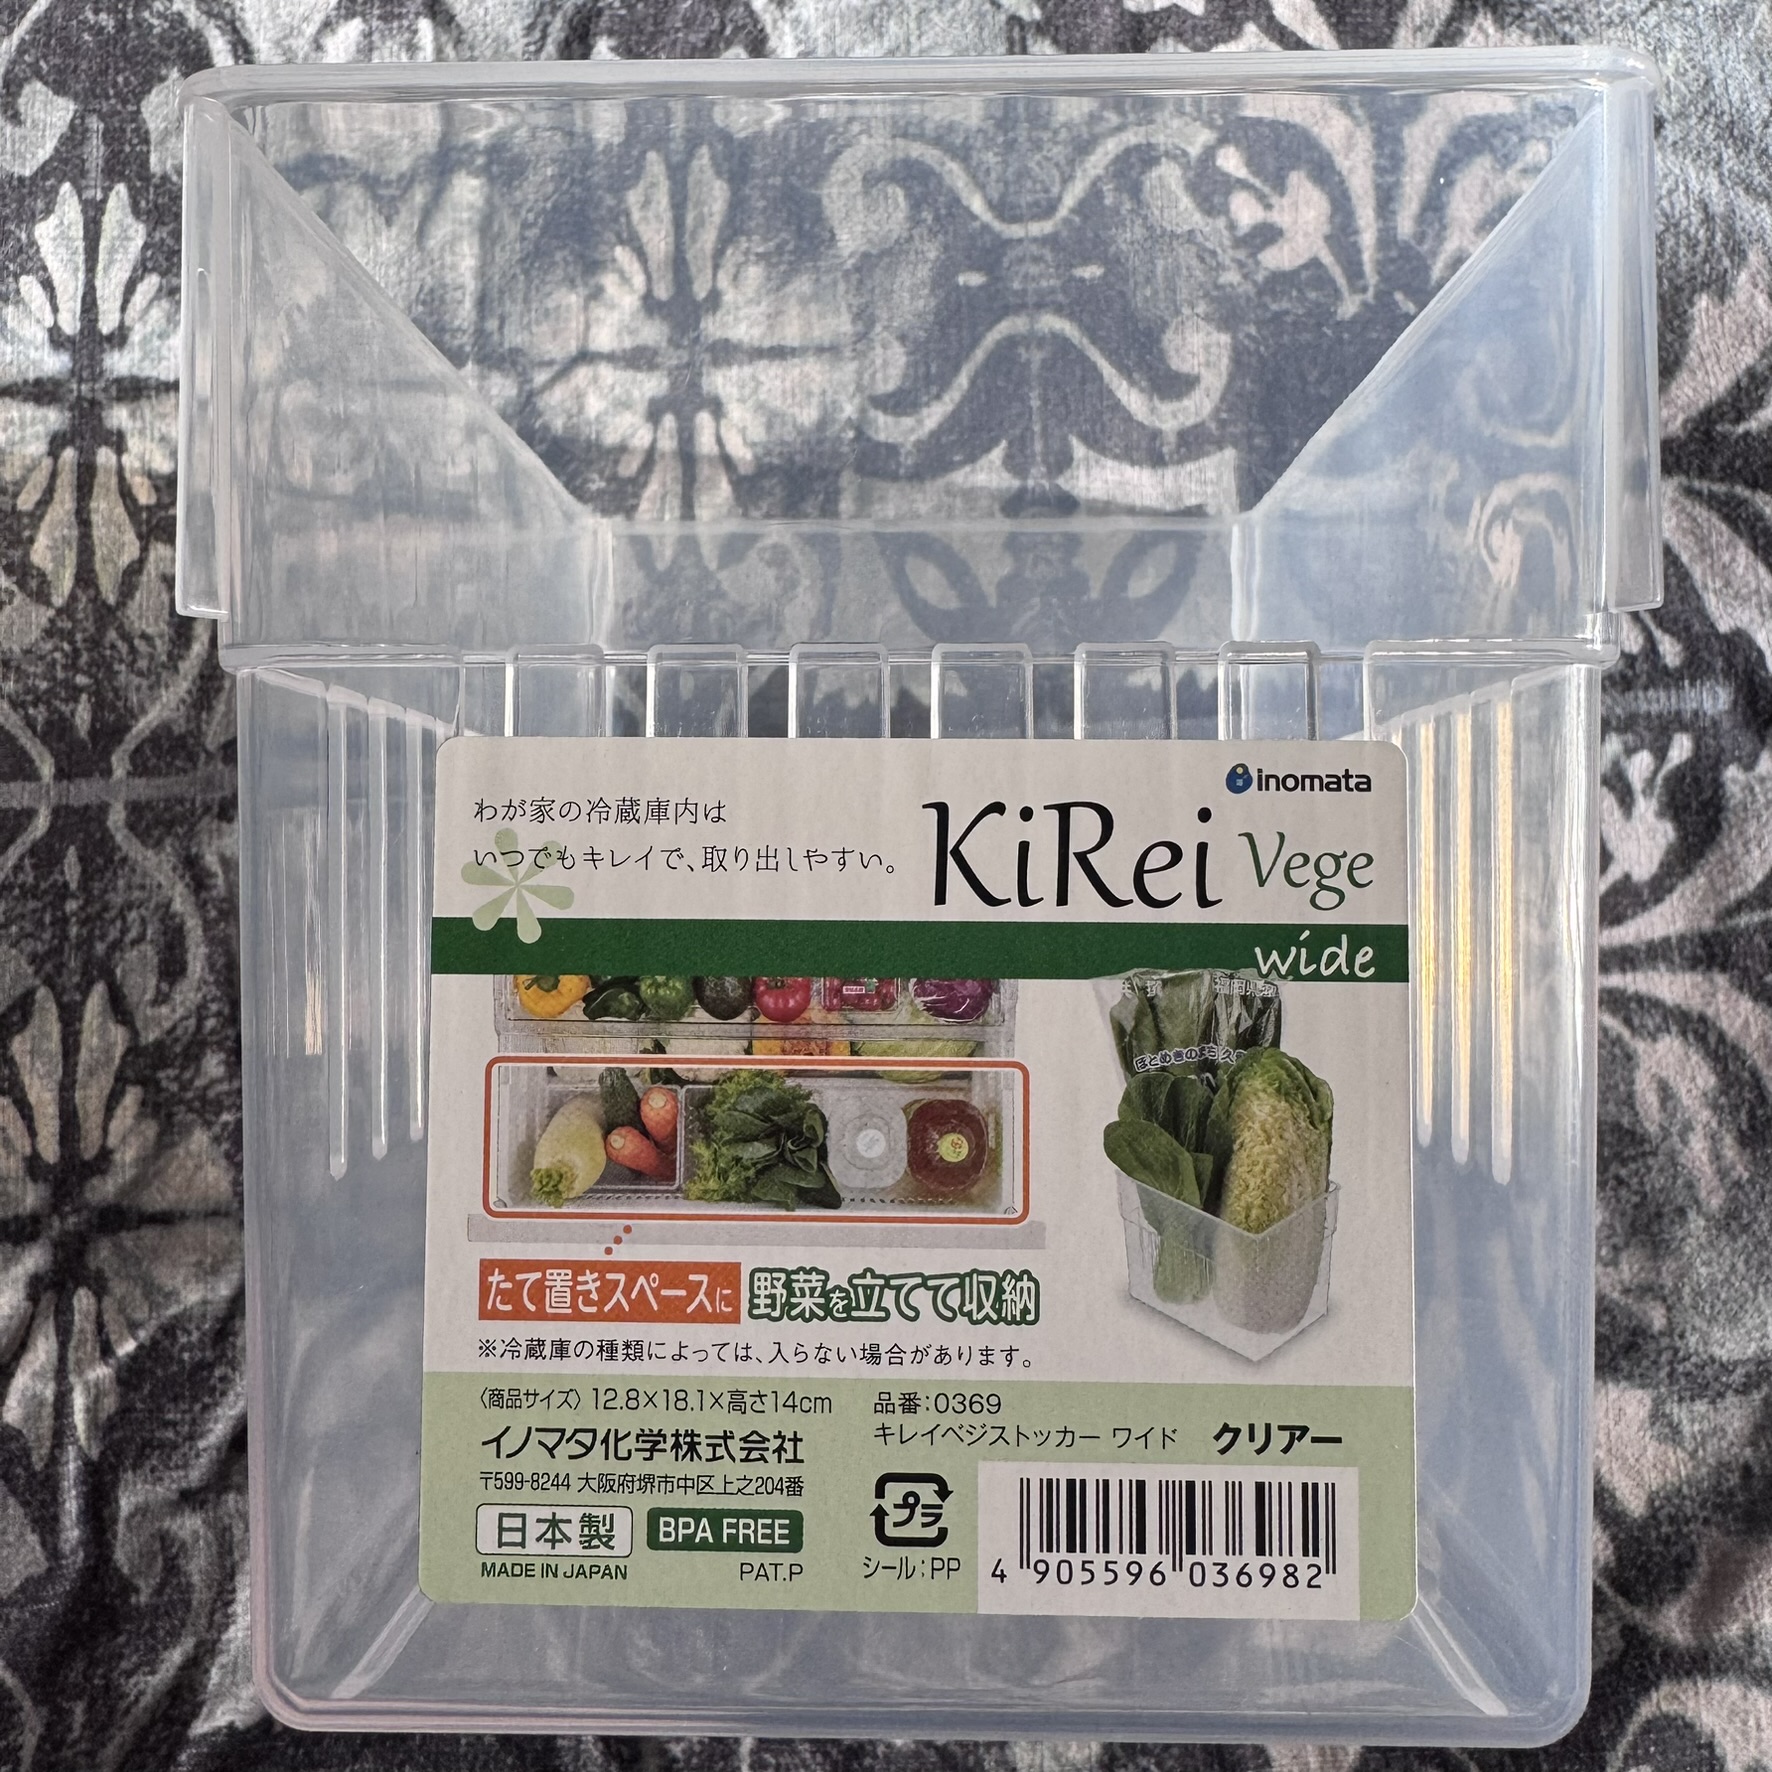 inomata
わが家の冷蔵庫内は
いつでもキレイで、取り出しやすい。
KiRei Vege
wide
たて置きスペースに 野菜を立てて収納
※冷蔵庫の種類によっては、入らない場合があります。
〈商品サイズ〉12.8×18.1×高さ14cm
イノマタ化学株式会社
〒599-8244 大阪府堺市中区上之204番
日本製 BPA FREE
MADE IN JAPAN PAT.P
品番:0369
キレイベジストッカー ワイド クリアー
プラ
シール:PP
4 905596 036982